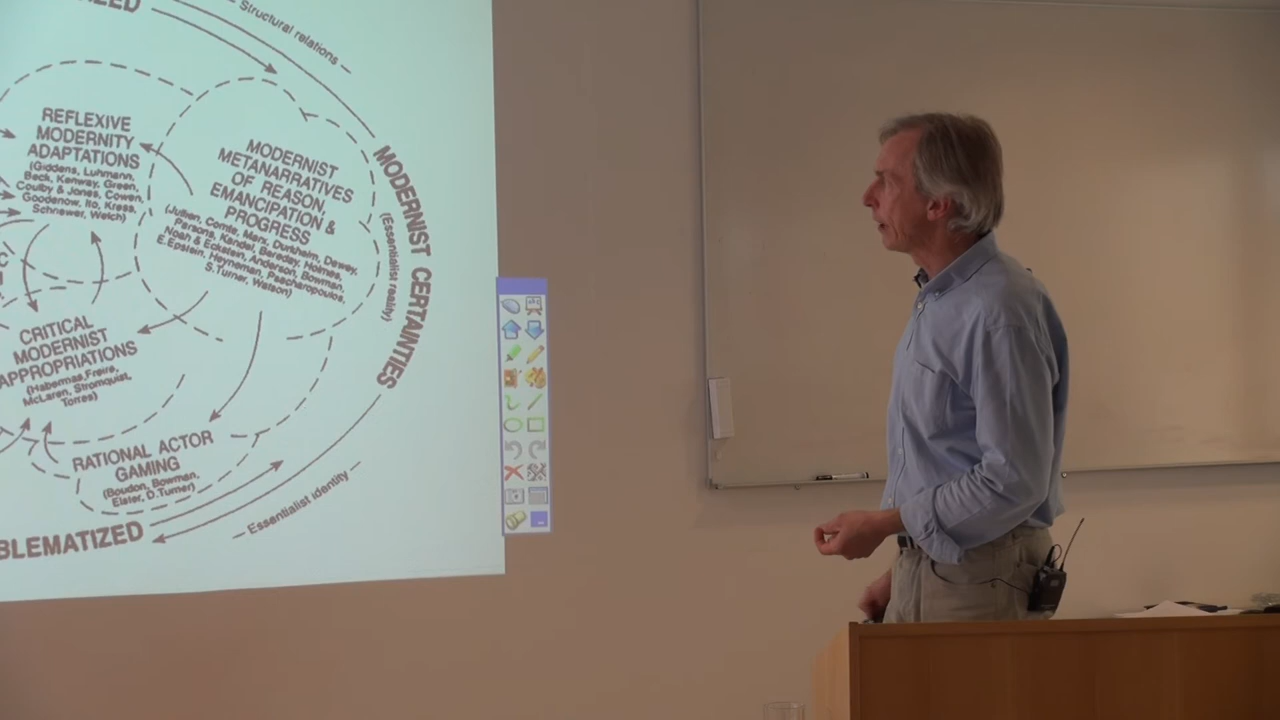 Structural relations
REFLEXIVE
MODERNITY
ADAPTATIONS
(Giddens, Luhmann,
Beck, Kenway, Green,
Coulby & Jones, Cowen,
Goodenow, Ito, Kress,
Schriewer, Welch)
MODERNIST
METANARRATIVES
OF REASON,
EMANCIPATION &
PROGRESS
(Jullien, Comte, Marx, Durkheim, Dewey,
Parsons, Kandel, Bereday, Holmes,
Noah & Eckstein, Anderson, Bowman,
E.Epstein, Heyneman, Psacharopoulos,
S.Turner, Watson)
MODERNIST CERTAINTIES
(Essentialist reality)
CRITICAL
MODERNIST
APPROPRIATIONS
(Habermas,Freire,
McLaren, Stromquist,
Torres)
RATIONAL ACTOR
GAMING
(Boudon, Bowman,
Elster, D.Turner)
Essentialist identity
BLEMATIZED